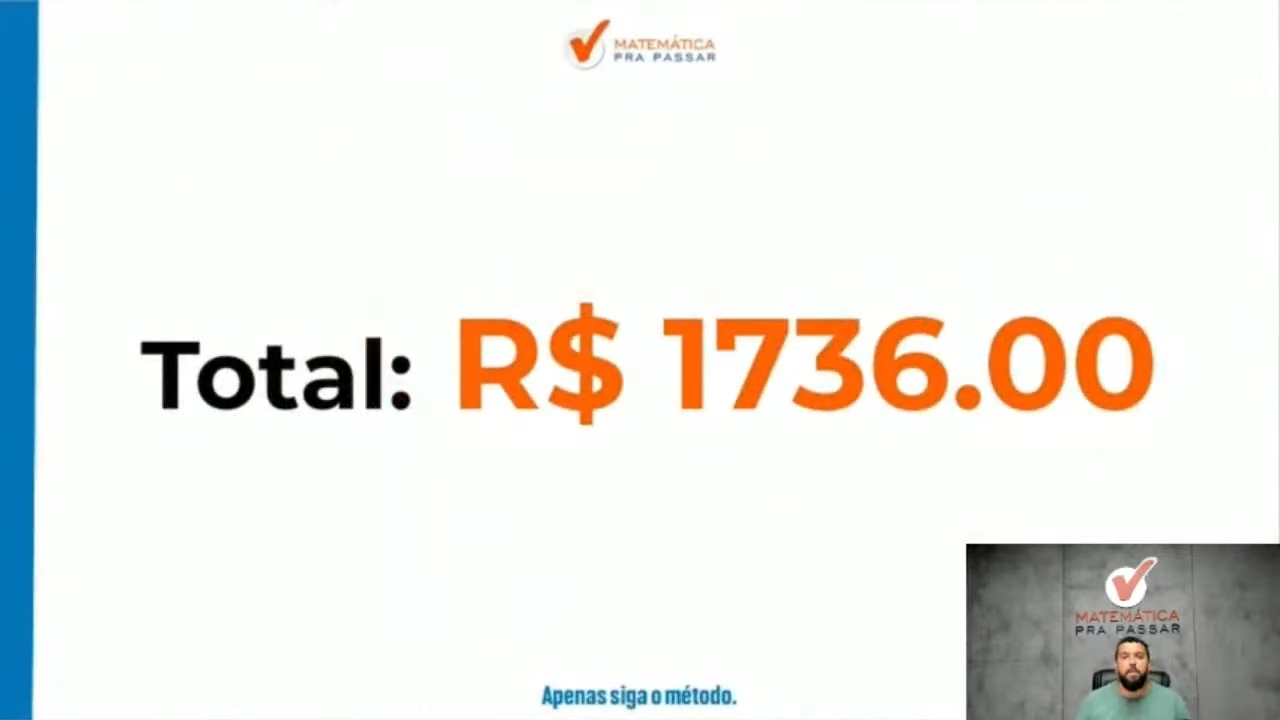 MATEMÁTICA
PRA PASSAR
Total: R$ 1736.00
MATEMÁTICA
PRA PASSAR
Apenas siga o método.